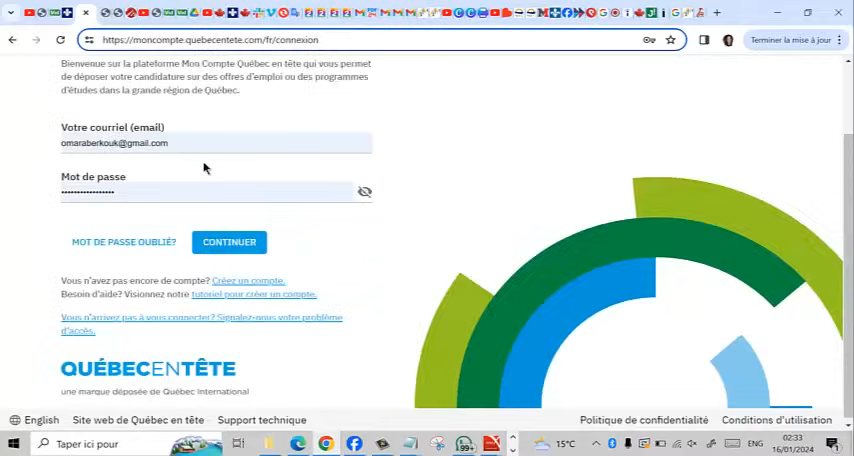 https://moncompte.quebecentete.com/fr/connexion
Terminer la mise à jour
Bienvenue sur la plateforme Mon Compte Québec en tête qui vous permet
de déposer votre candidature sur des offres d'emploi ou des programmes
d'études dans la grande région de Québec.
Votre courriel (email)
omaraberkouk@gmail.com
Mot de passe
MOT DE PASSE OUBLIÉ?
CONTINUER
Vous n'avez pas encore de compte? Créez un compte.
Besoin d'aide? Visionnez notre tutoriel pour créer un compte.
Vous n'arrivez pas à vous connecter? Signalez-nous votre problème
d'accès.
QUÉBECENTÊTE
une marque déposée de Québec International
English
Site web de Québec en tête
Support technique
Politique de confidentialité
Conditions d'utilisation
Taper ici pour
99+
15°C
ENG
02:33
16/01/2024